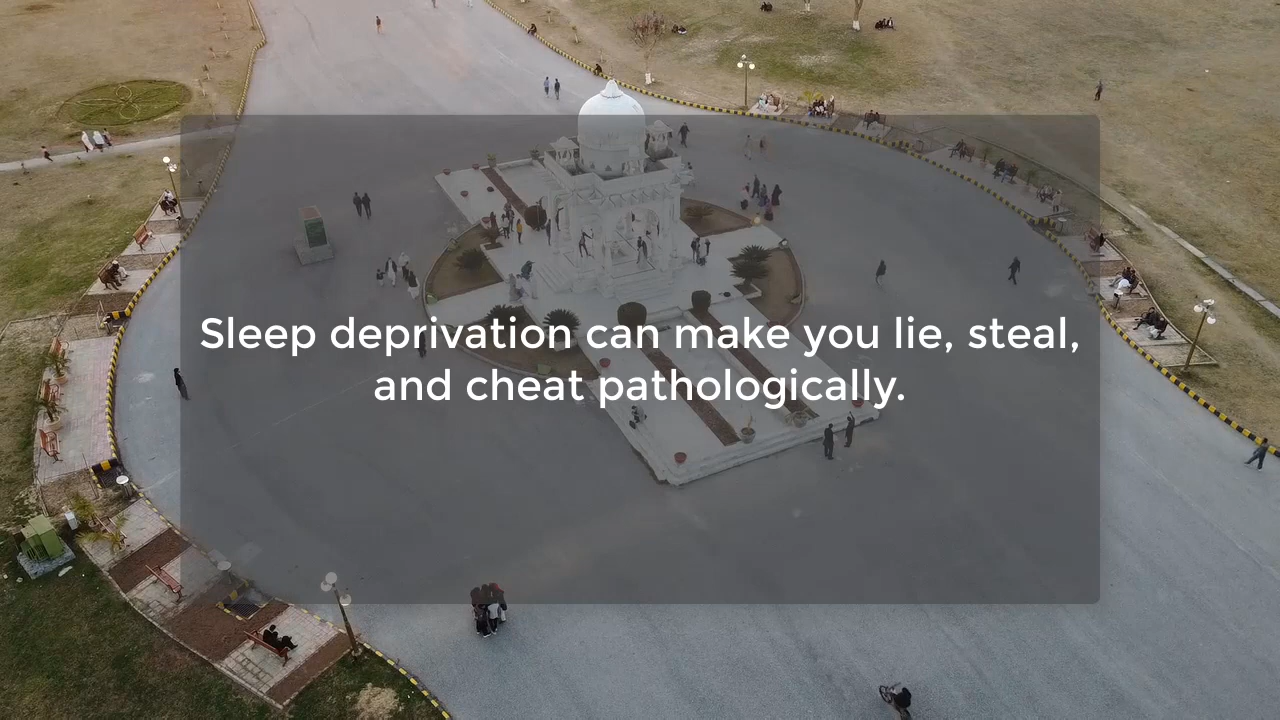 Sleep deprivation can make you lie, steal,
and cheat pathologically.